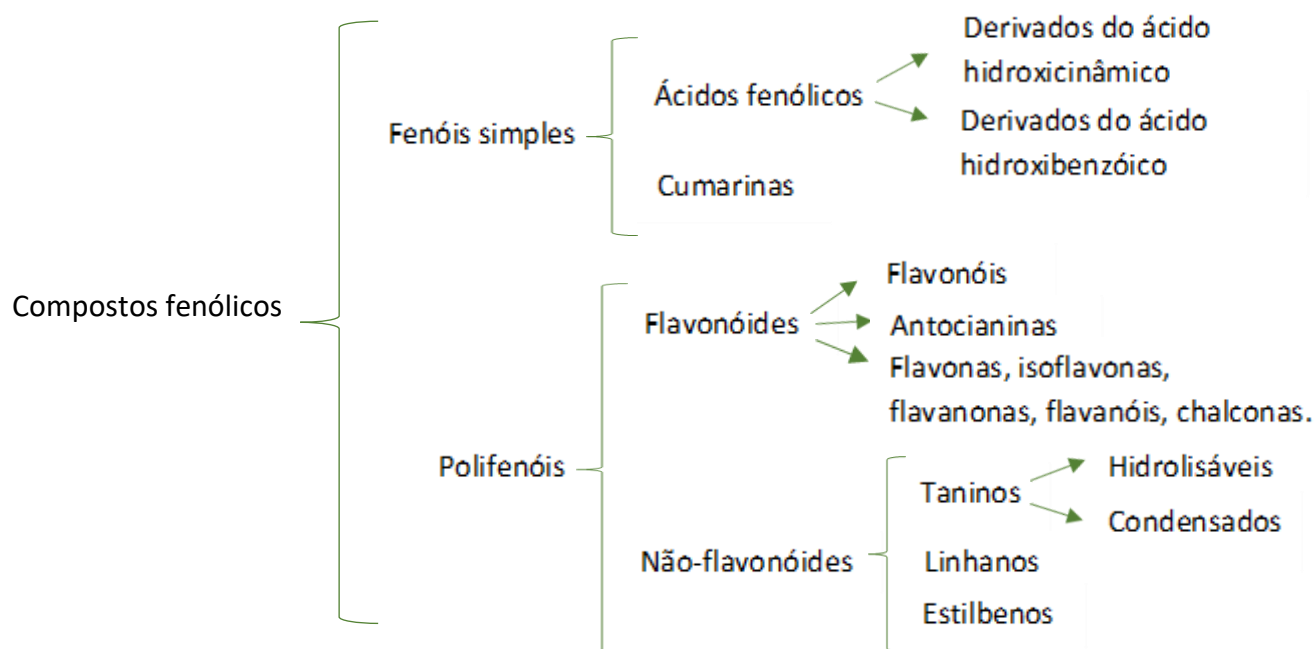 Derivados do ácido
hidroxicinâmico
Ácidos fenólicos
Derivados do ácido
hidroxibenzóico
Fenóis simples
Cumarinas
Compostos fenólicos
Flavonóis
Flavonóides
Antocianinas
Flavonas, isoflavonas,
flavanonas, flavanóis, chalconas.
Polifenóis
Hidrolisáveis
Taninos
Condensados
Não-flavonóides
Linhanos
Estilbenos